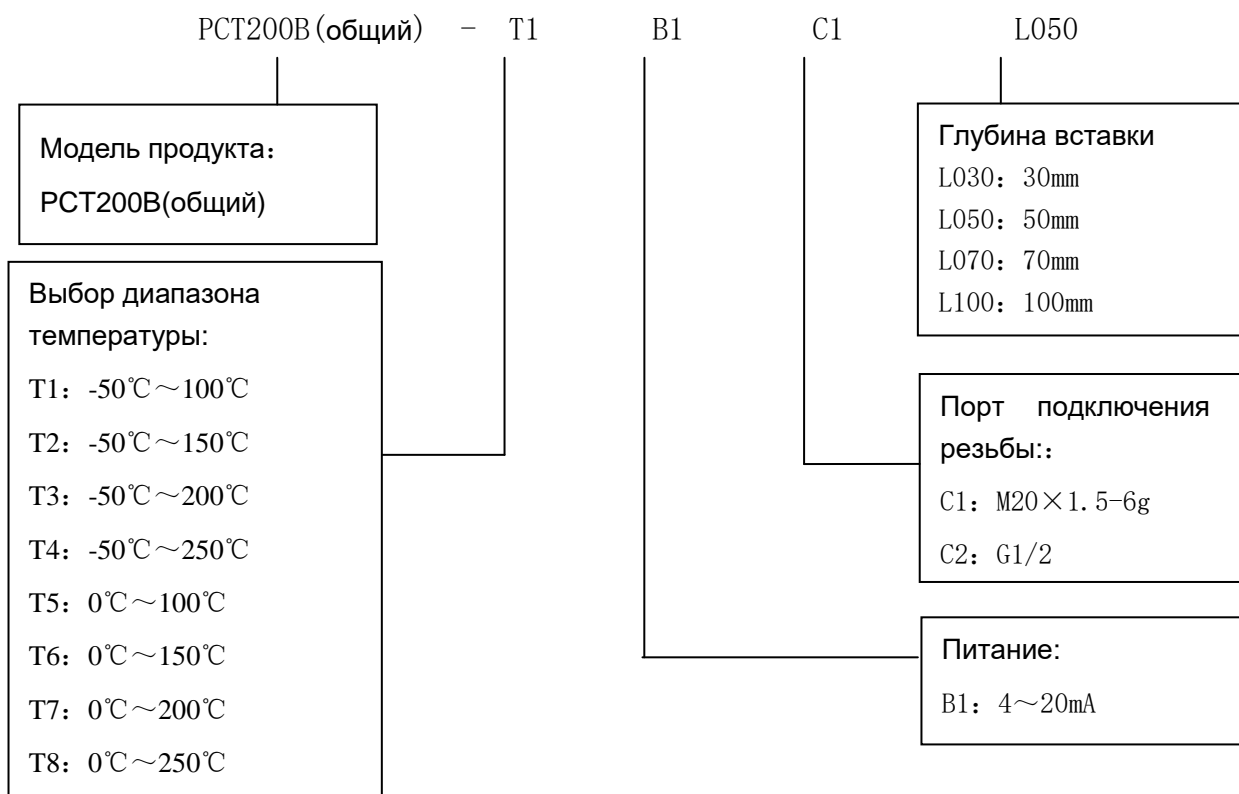 PCT200B(общий) - T1 B1 C1 L050
Модель продукта：
PCT200B(общий)
Выбор диапазона
температуры:
T1：-50℃～100℃
T2：-50℃～150℃
T3：-50℃～200℃
T4：-50℃～250℃
T5：0℃～100℃
T6：0℃～150℃
T7：0℃～200℃
T8：0℃～250℃
Глубина вставки
L030：30mm
L050：50mm
L070：70mm
L100：100mm
Порт подключения
резьбы:：
C1：M20×1.5-6g
C2：G1/2
Питание:
B1：4～20mA